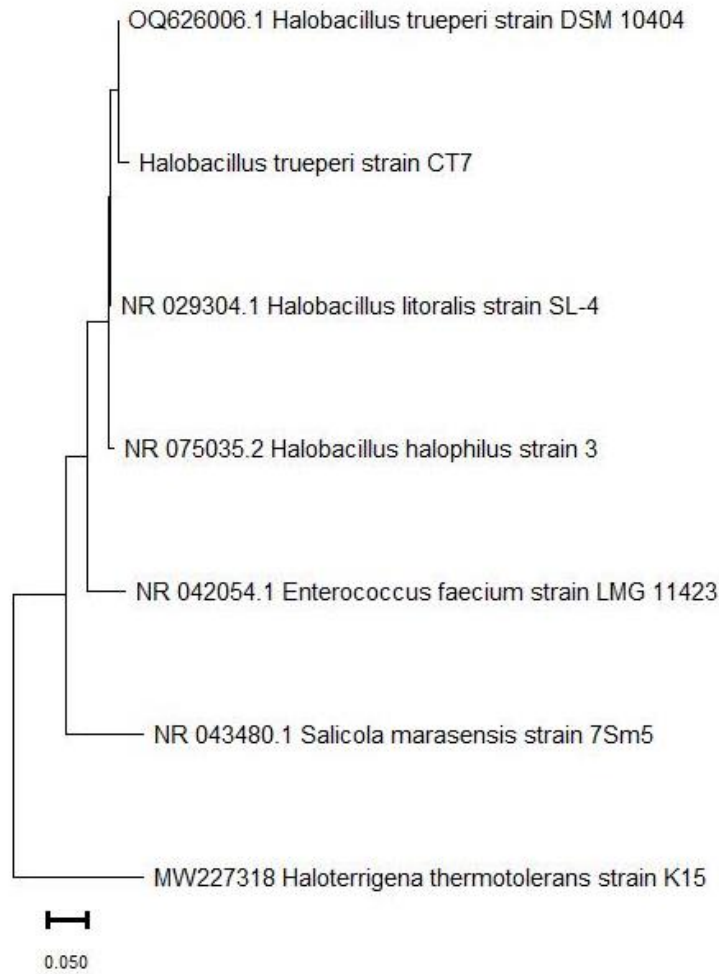 OQ626006.1 Halobacillus trueperi strain DSM 10404
Halobacillus trueperi strain CT7
NR 029304.1 Halobacillus litoralis strain SL-4
NR 075035.2 Halobacillus halophilus strain 3
NR 042054.1 Enterococcus faecium strain LMG 11423
NR 043480.1 Salicola marasensis strain 7Sm5
MW227318 Haloterrigena thermotolerans strain K15
0.050